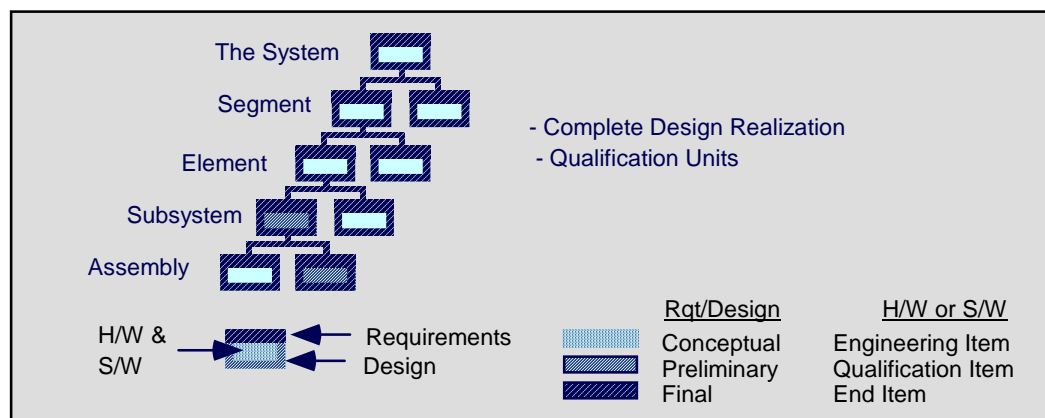 The System
Segment
- Complete Design Realization
- Qualification Units
Element
Subsystem
Assembly
H/W &
S/W
Requirements
Design
Rqt/Design H/W or S/W
Conceptual Engineering Item
Preliminary Qualification Item
Final End Item